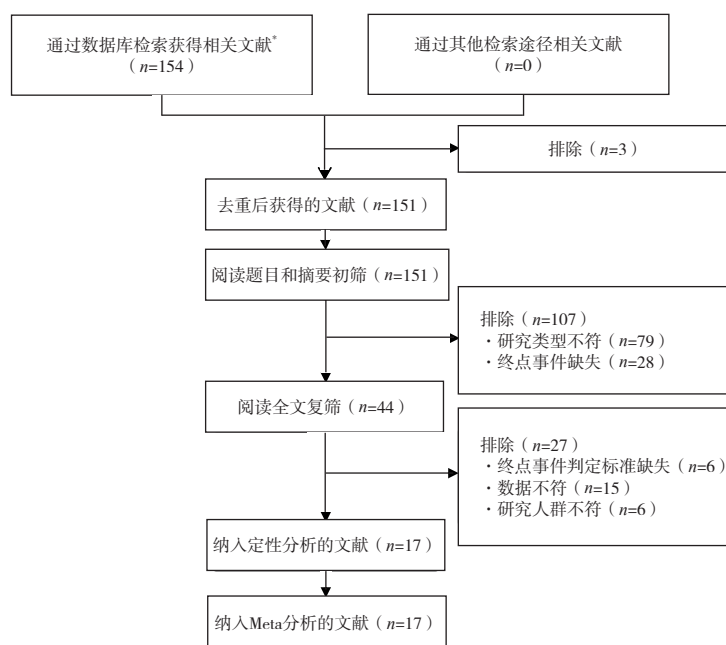 通过数据库检索获得相关文献*
（n=154）
通过其他检索途径相关文献
（n=0）
排除（n=3）
去重后获得的文献（n=151）
阅读题目和摘要初筛（n=151）
排除（n=107）
·研究类型不符（n=79）
·终点事件缺失（n=28）
阅读全文复筛（n=44）
排除（n=27）
·终点事件判定标准缺失（n=6）
·数据不符（n=15）
·研究人群不符（n=6）
纳入定性分析的文献（n=17）
纳入Meta分析的文献（n=17）